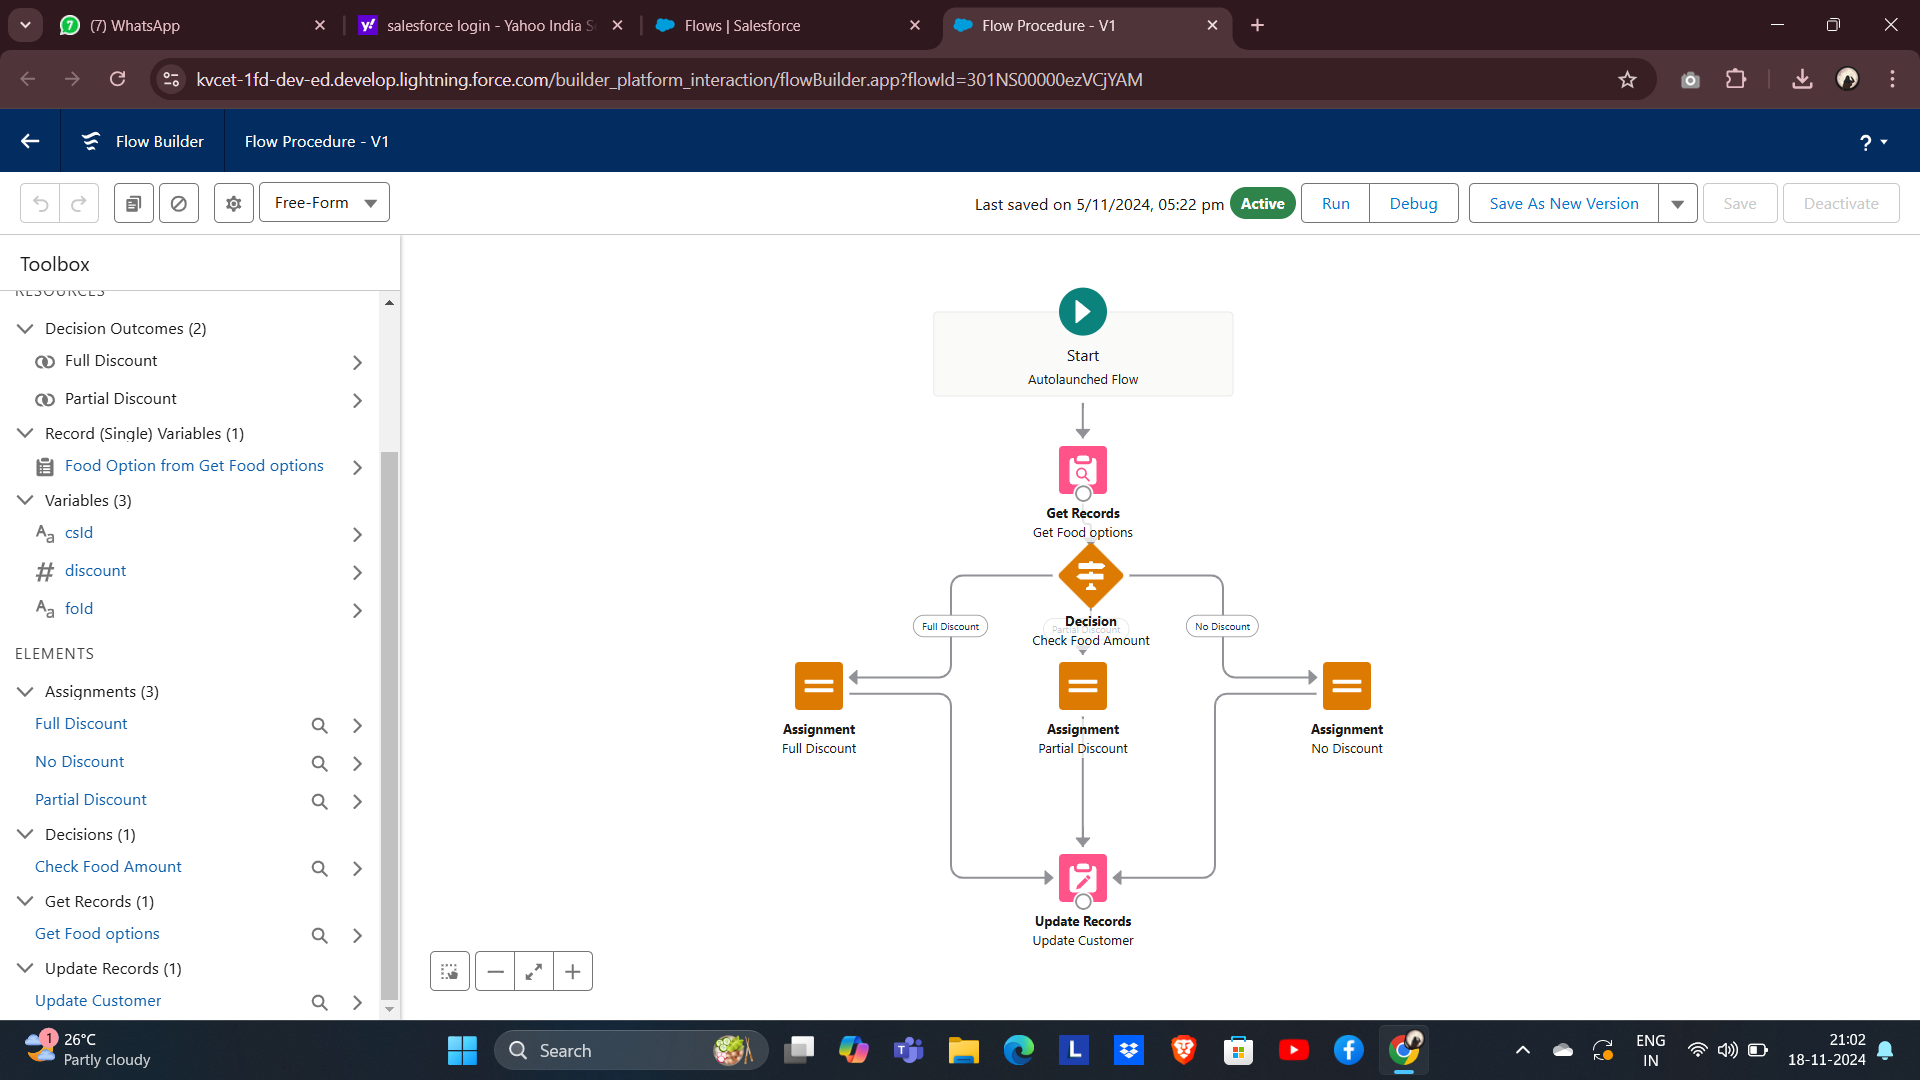 (7) WhatsApp
salesforce login - Yahoo India S
Flows | Salesforce
Flow Procedure - V1
kvcet-1fd-dev-ed.develop.lightning.force.com/builder_platform_interaction/flowBuilder.app?flowId=301NS00000ezVCjYAM
Flow Builder
Flow Procedure - V1
?
Free-Form
Last saved on 5/11/2024, 05:22 pm
Active
Run
Debug
Save As New Version
Save
Deactivate
Toolbox
RESOURCES
Decision Outcomes (2)
Full Discount
Partial Discount
Record (Single) Variables (1)
Food Option from Get Food options
Variables (3)
Aa csId
# discount
Aa foId
ELEMENTS
Assignments (3)
Full Discount
No Discount
Partial Discount
Decisions (1)
Check Food Amount
Get Records (1)
Get Food options
Update Records (1)
Update Customer
Start
Autolaunched Flow
Get Records
Get Food options
Full Discount
Partial Discount
No Discount
Decision
Check Food Amount
Assignment
Full Discount
Assignment
Partial Discount
Assignment
No Discount
Update Records
Update Customer
1
26°C
Partly cloudy
Search
L
ENG
IN
21:02
18-11-2024